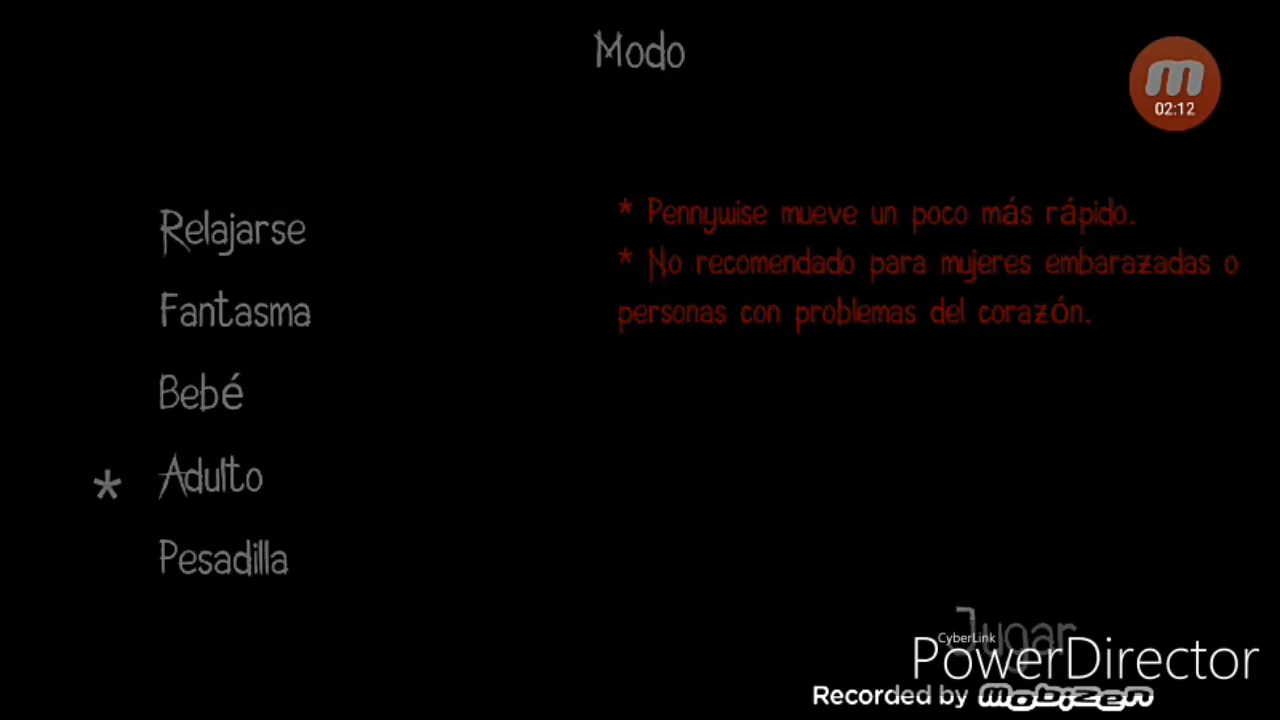 Modo
m
02:12
Relajarse
Fantasma
Bebé
* Adulto
Pesadilla
* Pennywise mueve un poco más rápido.
* No recomendado para mujeres embarazadas o
personas con problemas del corazón.
Jugar
CyberLink
PowerDirector
Recorded by mobizen